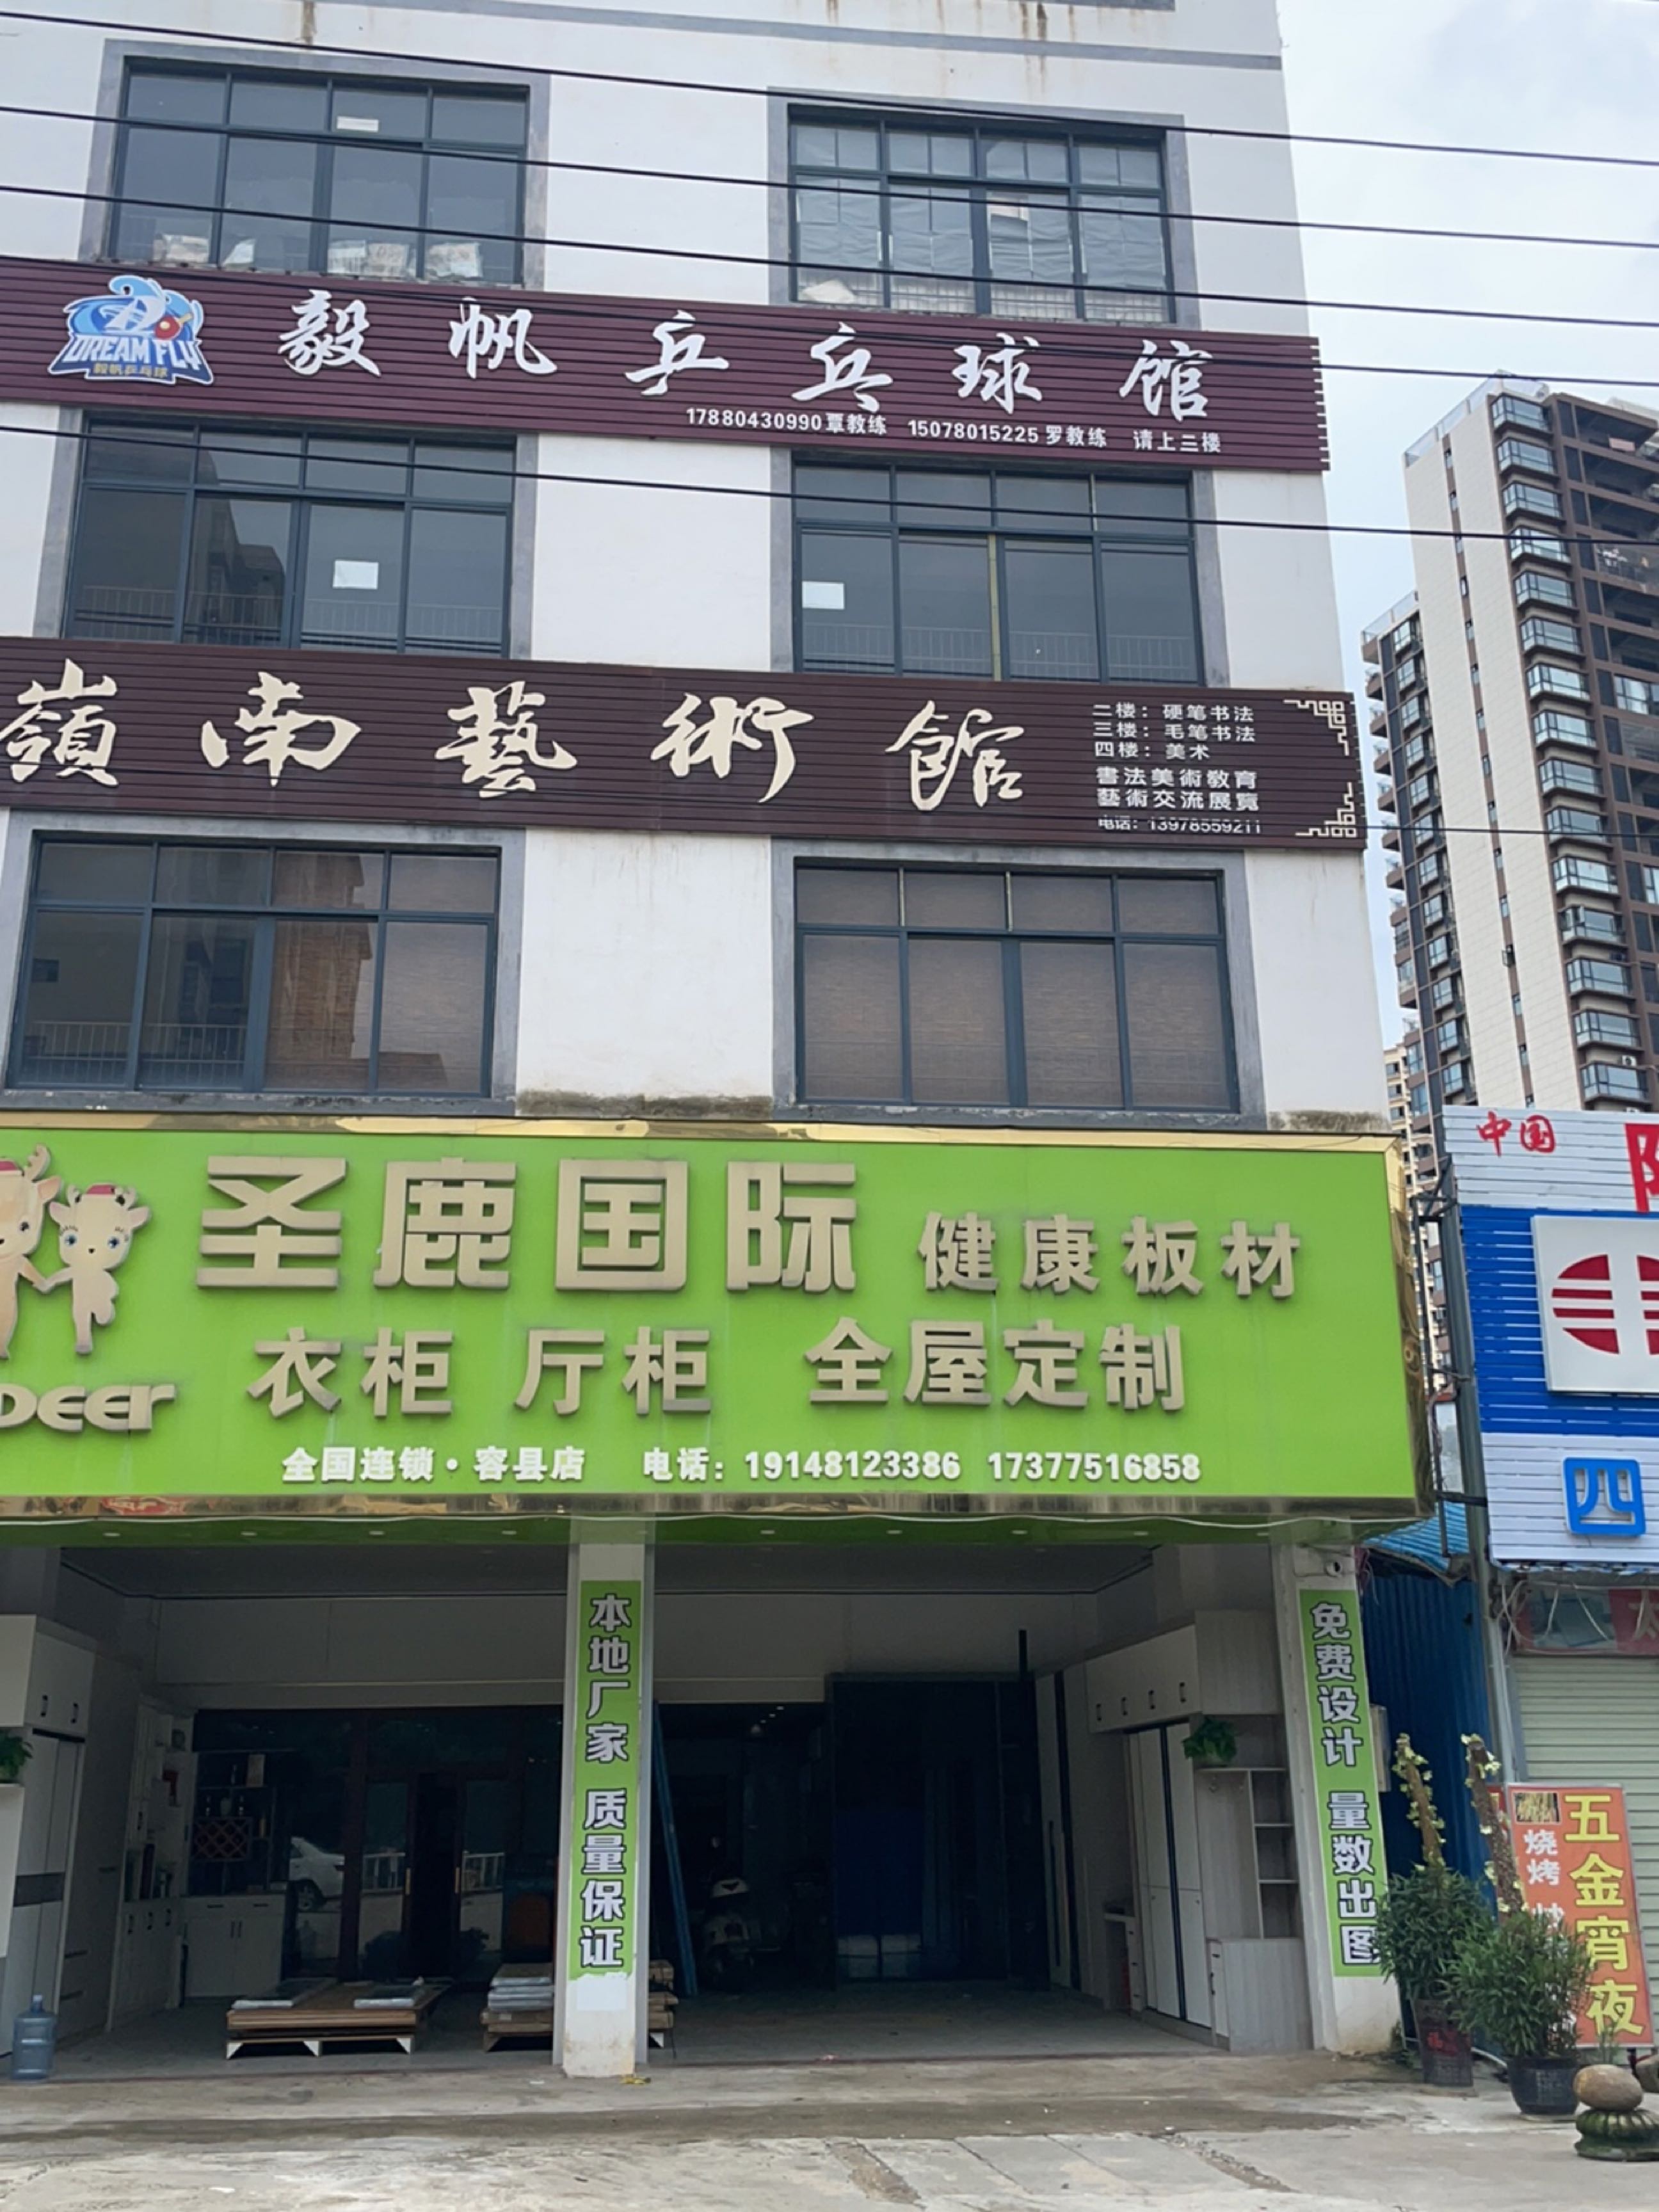 DREAM FLY
毅帆乒乓球
毅帆乒乓球馆
17880430990覃教练 15078015225罗教练 请上三楼
嶺南藝術館
二楼：硬笔书法
三楼：毛笔书法
四楼：美术
書法美術教育
藝術交流展覽
电话：13978559211
圣鹿国际 健康板材
衣柜 厅柜 全屋定制
DEEr
全国连锁·容县店 电话：19148123386 17377516858
本地厂家 质量保证
免费设计 量数出图
中国
四
五金宵夜
烧烤